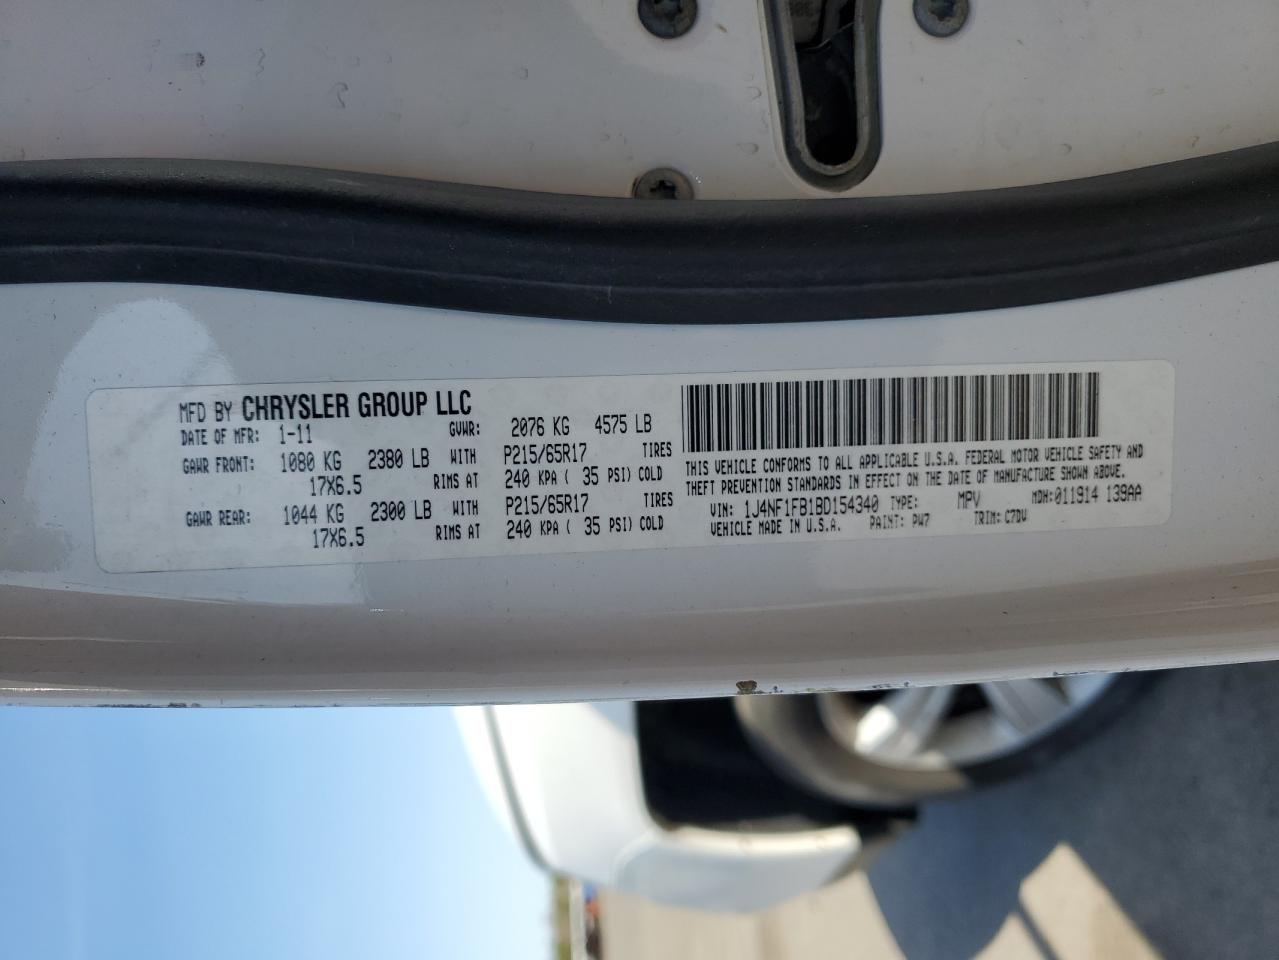 MFD BY CHRYSLER GROUP LLC
DATE OF MFR: 1-11 GVWR: 2076 KG 4575 LB
GAWR FRONT: 1080 KG 2380 LB WITH P215/65R17 TIRES
17X6.5 RIMS AT 240 KPA ( 35 PSI) COLD
GAWR REAR: 1044 KG 2300 LB WITH P215/65R17 TIRES
17X6.5 RIMS AT 240 KPA ( 35 PSI) COLD
THIS VEHICLE CONFORMS TO ALL APPLICABLE U.S.A. FEDERAL MOTOR VEHICLE SAFETY AND
THEFT PREVENTION STANDARDS IN EFFECT ON THE DATE OF MANUFACTURE SHOWN ABOVE.
VIN: 1J4NF1FB1BD154340 TYPE: MPV MDH: 011914 139AA
VEHICLE MADE IN U.S.A. PAINT: PW7 TRIM: C7DV